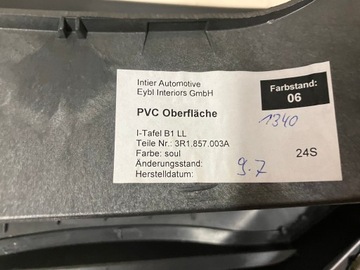 Intier Automotive
Eybl Interiors GmbH
Farbstand:
06
PVC Oberfläche
1340
I-Tafel B1 LL
Teile Nr.: 3R1.857.003A
Farbe: soul
24S
Änderungsstand:
9.7
Herstelldatum: